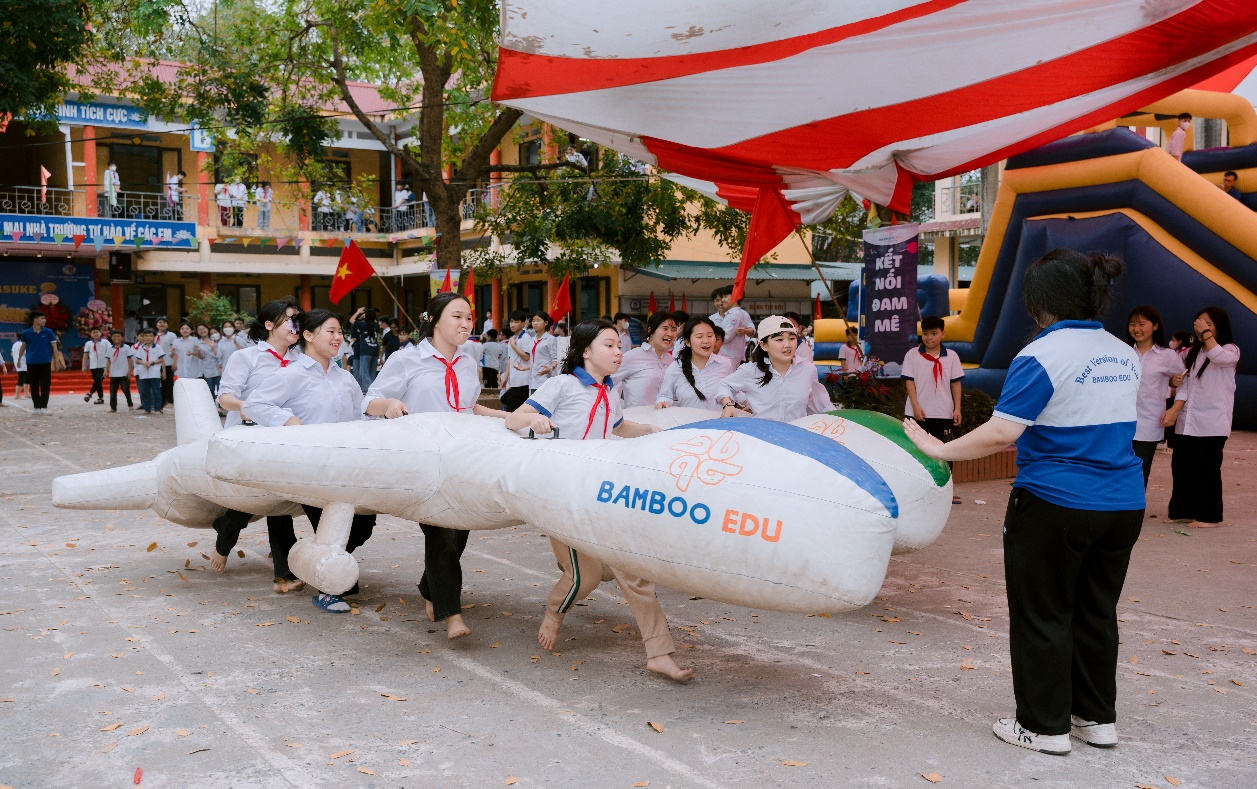 SINH TÍCH CỰC
MÁI NHÀ TRƯỜNG TỰ HÀO VỀ CÁC EM
KẾT
NỐI
ĐAM
MÊ
Best Version of
BAMBOO EDU
BAMBOO EDU